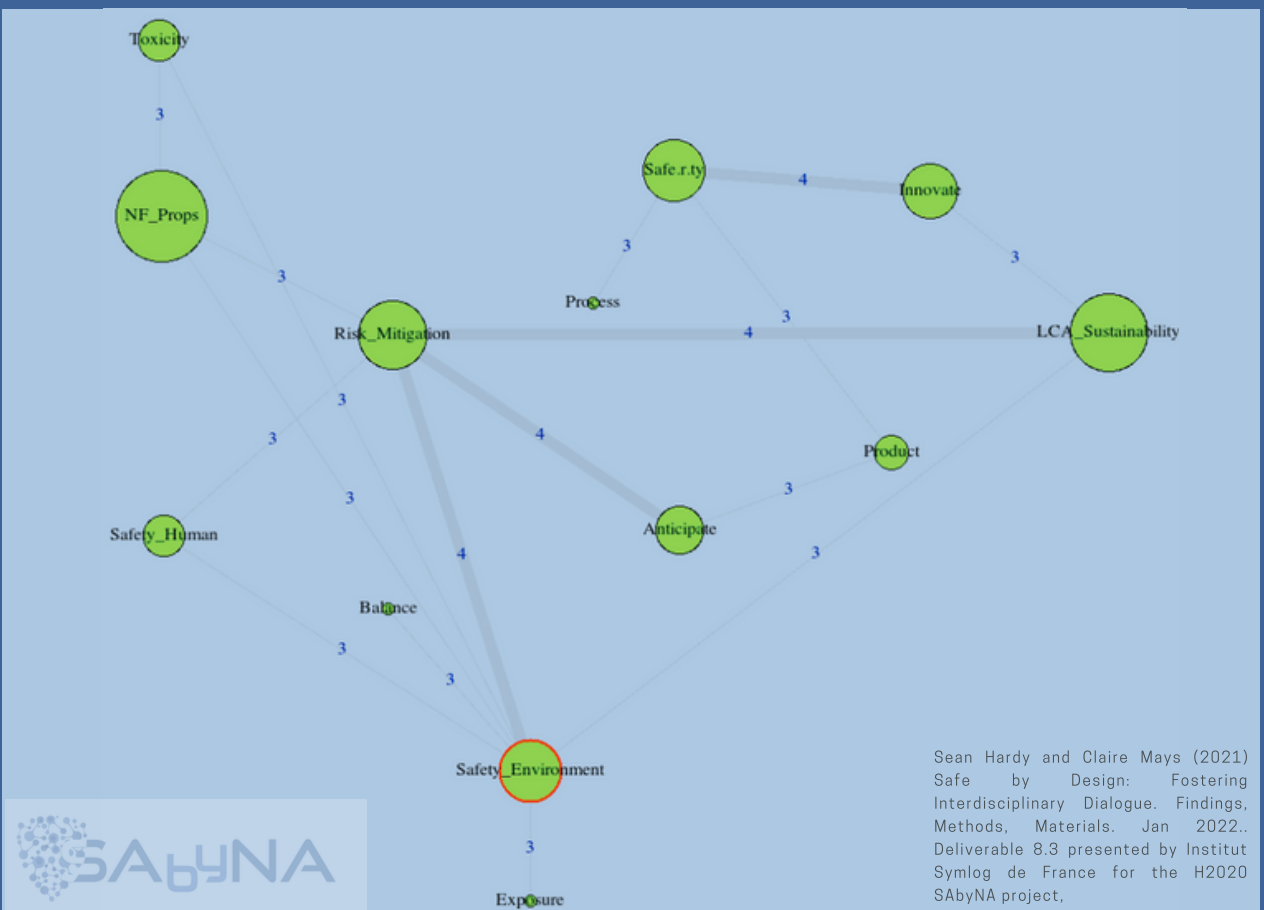 Toxicity
3
Safe.r.ty
4
Innovate
NF_Props
3
3
3
Process
3
Risk_Mitigation
4
LCA_Sustainability
3
3
4
Product
3
3
Safety_Human
Anticipate
4
3
Balance
3
3
Safety_Environment
3
Exposure
SAbyNA
Sean Hardy and Claire Mays (2021)
Safe by Design: Fostering
Interdisciplinary Dialogue. Findings,
Methods, Materials. Jan 2022..
Deliverable 8.3 presented by Institut
Symlog de France for the H2020
SAbyNA project,